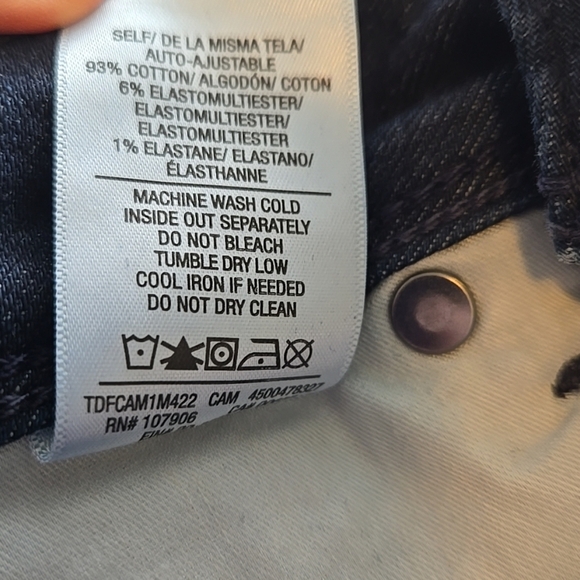 SELF/ DE LA MISMA TELA/
AUTO-AJUSTABLE
93% COTTON/ ALGODÓN/ COTON
6% ELASTOMULTIESTER/
ELASTOMULTIESTER/
ELASTOMULTIESTER
1% ELASTANE/ ELASTANO/
ÉLASTHANNE
MACHINE WASH COLD
INSIDE OUT SEPARATELY
DO NOT BLEACH
TUMBLE DRY LOW
COOL IRON IF NEEDED
DO NOT DRY CLEAN
TDFCAM1M422 CAM 4500478327
RN# 107906